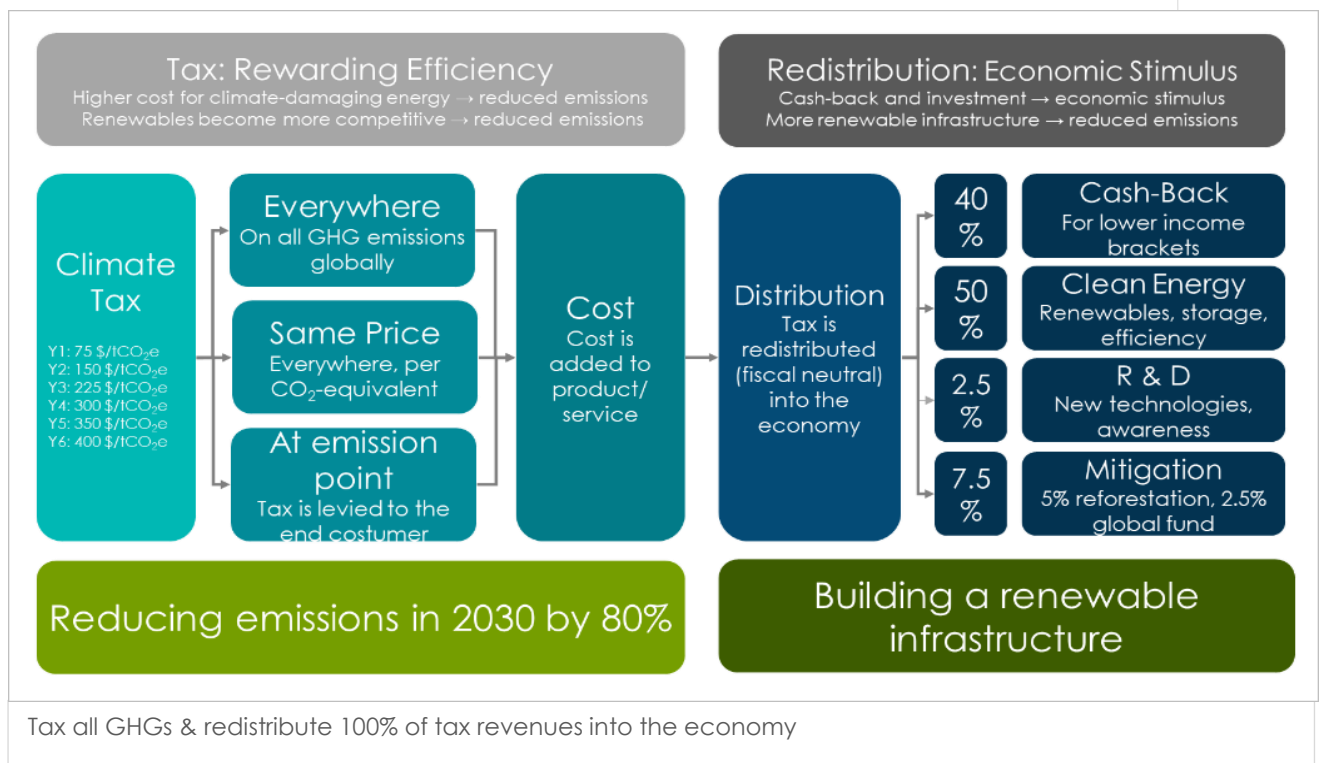 Tax: Rewarding Efficiency
Higher cost for climate-damaging energy → reduced emissions
Renewables become more competitive → reduced emissions
Redistribution: Economic Stimulus
Cash-back and investment → economic stimulus
More renewable infrastructure → reduced emissions
Climate
Tax
Y1: 75 $/tCO₂e
Y2: 150 $/tCO₂e
Y3: 225 $/tCO₂e
Y4: 300 $/tCO₂e
Y5: 350 $/tCO₂e
Y6: 400 $/tCO₂e
Everywhere
On all GHG emissions
globally
Same Price
Everywhere, per
CO₂-equivalent
At emission
point
Tax is levied to the
end costumer
Cost
Cost is
added to
product/
service
Distribution
Tax is
redistributed
(fiscal neutral)
into the
economy
40
%
Cash-Back
For lower income
brackets
50
%
Clean Energy
Renewables, storage,
efficiency
2.5
%
R & D
New technologies,
awareness
7.5
%
Mitigation
5% reforestation, 2.5%
global fund
Reducing emissions in 2030 by 80%
Building a renewable
infrastructure
Tax all GHGs & redistribute 100% of tax revenues into the economy